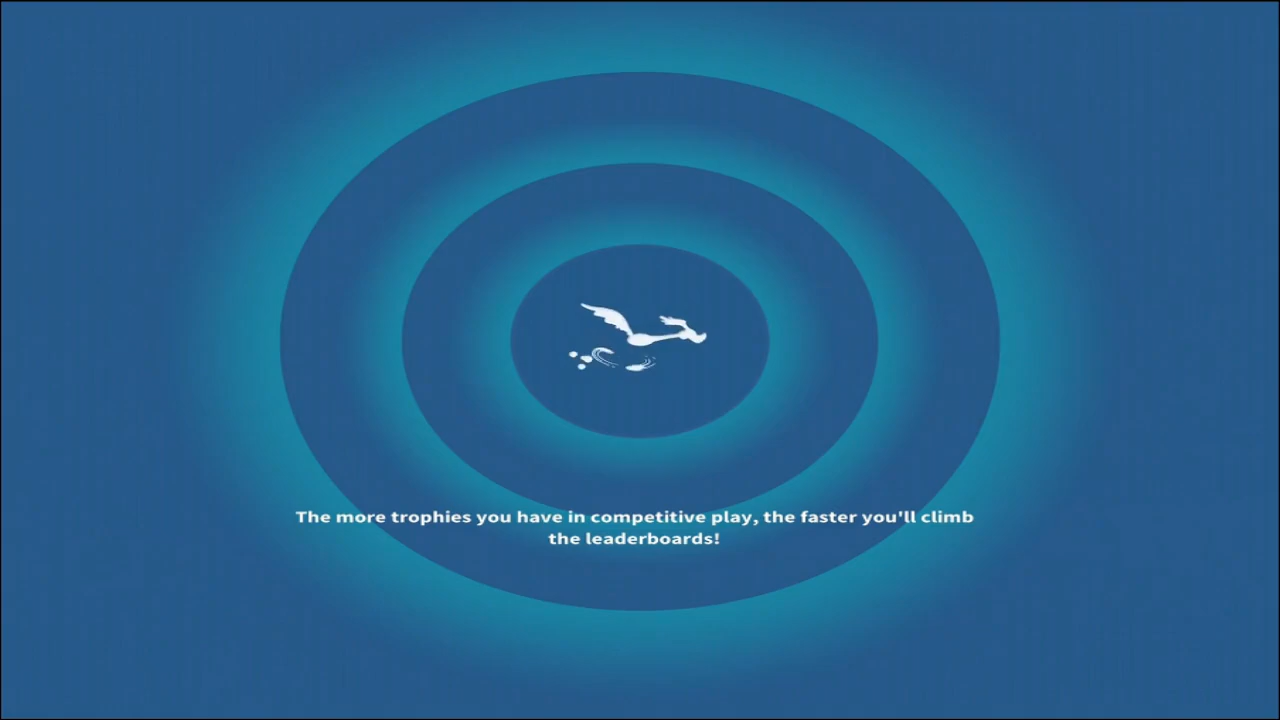 The more trophies you have in competitive play, the faster you'll climb
the leaderboards!